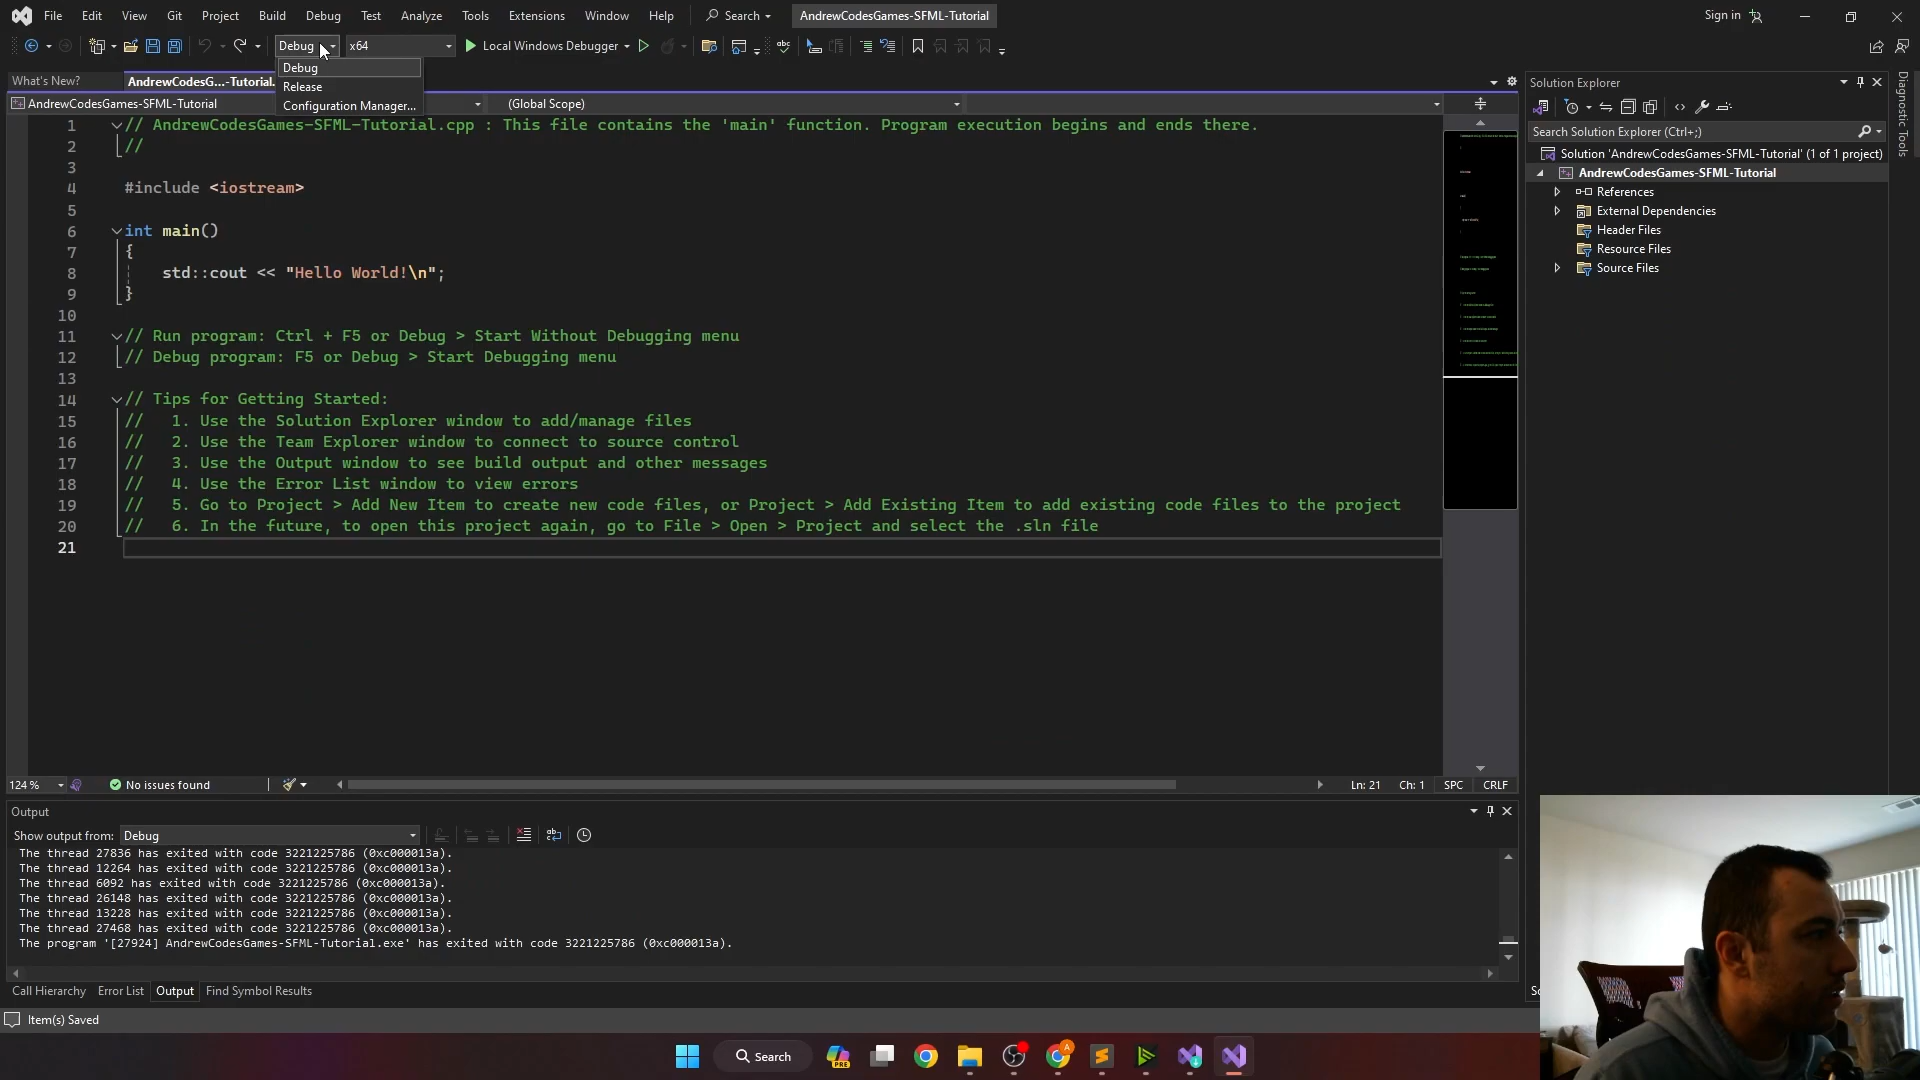 File Edit View Git Project Build Debug Test Analyze Tools Extensions Window Help Search AndrewCodesGames-SFML-Tutorial Sign in
Debug x64 Local Windows Debugger
Debug
Release
Configuration Manager...
What's New? AndrewCodesG...-Tutorial.
AndrewCodesGames-SFML-Tutorial (Global Scope)
1 // AndrewCodesGames-SFML-Tutorial.cpp : This file contains the 'main' function. Program execution begins and ends there.
2 //
3
4 #include <iostream>
5
6 int main()
7 {
8 std::cout << "Hello World!\n";
9 }
10
11 // Run program: Ctrl + F5 or Debug > Start Without Debugging menu
12 // Debug program: F5 or Debug > Start Debugging menu
13
14 // Tips for Getting Started:
15 //   1. Use the Solution Explorer window to add/manage files
16 //   2. Use the Team Explorer window to connect to source control
17 //   3. Use the Output window to see build output and other messages
18 //   4. Use the Error List window to view errors
19 //   5. Go to Project > Add New Item to create new code files, or Project > Add Existing Item to add existing code files to the project
20 //   6. In the future, to open this project again, go to File > Open > Project and select the .sln file
21
124 % No issues found Ln: 21 Ch: 1 SPC CRLF
Solution Explorer
Search Solution Explorer (Ctrl+;)
Solution 'AndrewCodesGames-SFML-Tutorial' (1 of 1 project)
AndrewCodesGames-SFML-Tutorial
References
External Dependencies
Header Files
Resource Files
Source Files
Diagnostic Tools
Output
Show output from: Debug
The thread 27836 has exited with code 3221225786 (0xc000013a).
The thread 12264 has exited with code 3221225786 (0xc000013a).
The thread 6092 has exited with code 3221225786 (0xc000013a).
The thread 26148 has exited with code 3221225786 (0xc000013a).
The thread 13228 has exited with code 3221225786 (0xc000013a).
The thread 27468 has exited with code 3221225786 (0xc000013a).
The program '[27924] AndrewCodesGames-SFML-Tutorial.exe' has exited with code 3221225786 (0xc000013a).
Call Hierarchy Error List Output Find Symbol Results
Item(s) Saved
Search